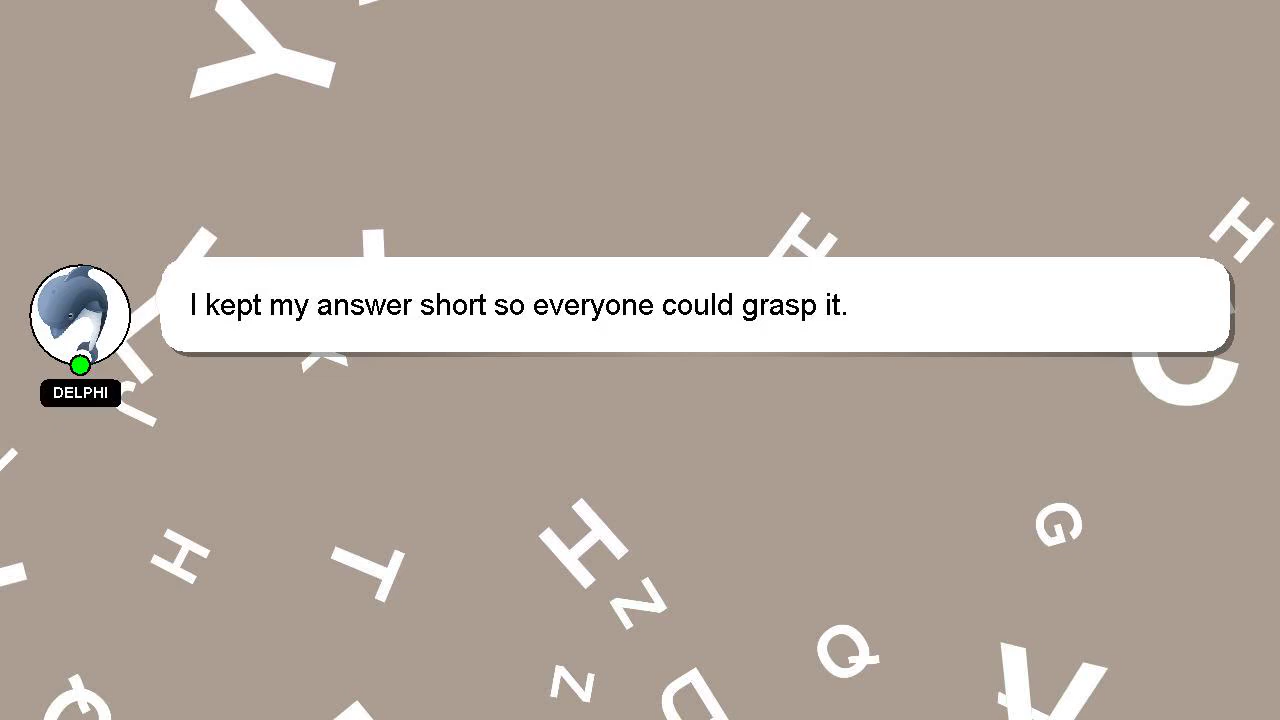 I kept my answer short so everyone could grasp it.
DELPHI
Y
H
H
C
H
T
H
Z
G
Z
Q
Q
D